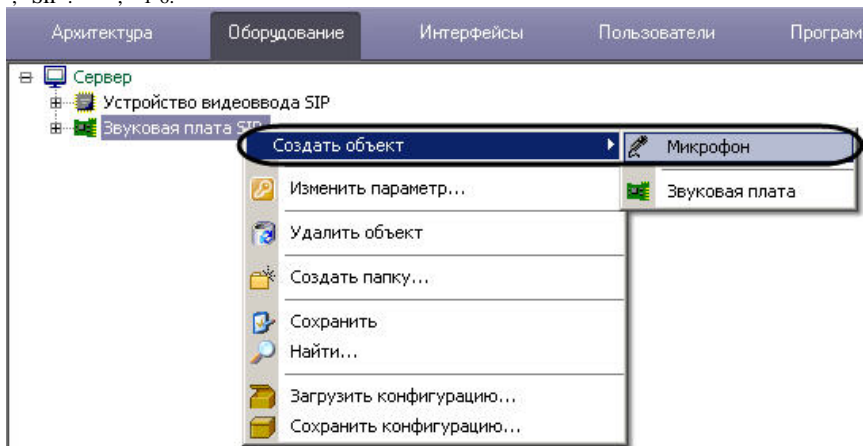 Архитектура Оборудование Интерфейсы Пользователи Програм
Сервер
Устройство видеоввода SIP
Звуковая плата SIP
Создать объект Микрофон
Изменить параметр... Звуковая плата
Удалить объект
Создать папку...
Сохранить
Найти...
Загрузить конфигурацию...
Сохранить конфигурацию...